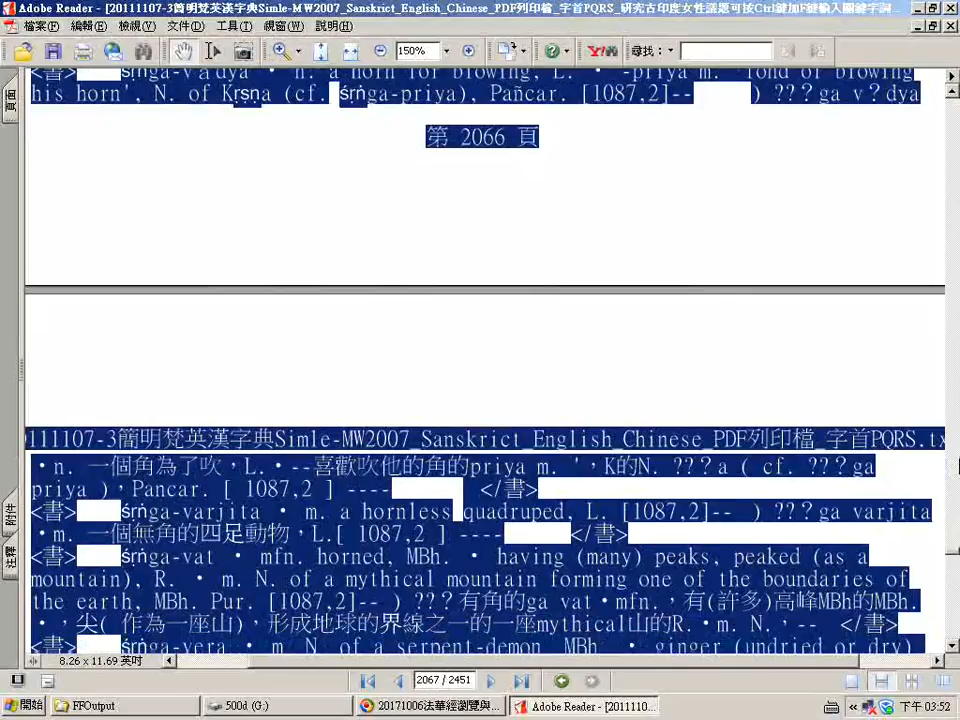 Adobe Reader - [20111107-3簡明梵英漢字典Simle-MW2007_Sanskrict_English_Chinese_PDF列印檔_字首PQRS_研究古印度女性議題可按Ctrl鍵加F鍵輸入關鍵字詞...
檔案(F) 編輯(E) 檢視(V) 文件(D) 工具(T) 視窗(W) 說明(H)
150% 尋找：
頁面
<書> śṛṅga-vādya ‧ n. a horn for blowing, L. ‧ -priya m. 'fond of blowing
his horn', N. of Kṛṣṇa (cf. śṛṅga-priya), Pañcar. [1087,2]-- ) ??？ga v？dya
第 2066 頁
111107-3簡明梵英漢字典Simle-MW2007_Sanskrict_English_Chinese_PDF列印檔_字首PQRS.tx
‧n. 一個角為了吹，L.‧--喜歡吹他的角的priya m. '，K的N. ??？a ( cf. ??？ga
priya )，Pancar. [ 1087,2 ] ---- </書>
<書> śṛṅga-varjita ‧ m. a hornless quadruped, L. [1087,2]-- ) ??？ga varjita
‧m. 一個無角的四足動物，L.[ 1087,2 ] ---- </書>
<書> śṛṅga-vat ‧ mfn. horned, MBh. ‧ having (many) peaks, peaked (as a
mountain), R. ‧ m. N. of a mythical mountain forming one of the boundaries of
the earth, MBh. Pur. [1087,2]-- ) ??？有角的ga vat‧mfn.，有(許多)高峰MBh的MBh.
‧，尖( 作為一座山)，形成地球的界線之一的一座mythical山的R.‧m. N.，-- </書>
<書> śṛṅga-vera ‧ m. N. of a serpent-demon, MBh. ‧ ginger (undried or dry)
附件
注釋
8.26 x 11.69 英吋
2067 / 2451
開始 FFOutput 500d (G:) 20171006法華經瀏覽與... Adobe Reader - [2011110... 下午 03:52